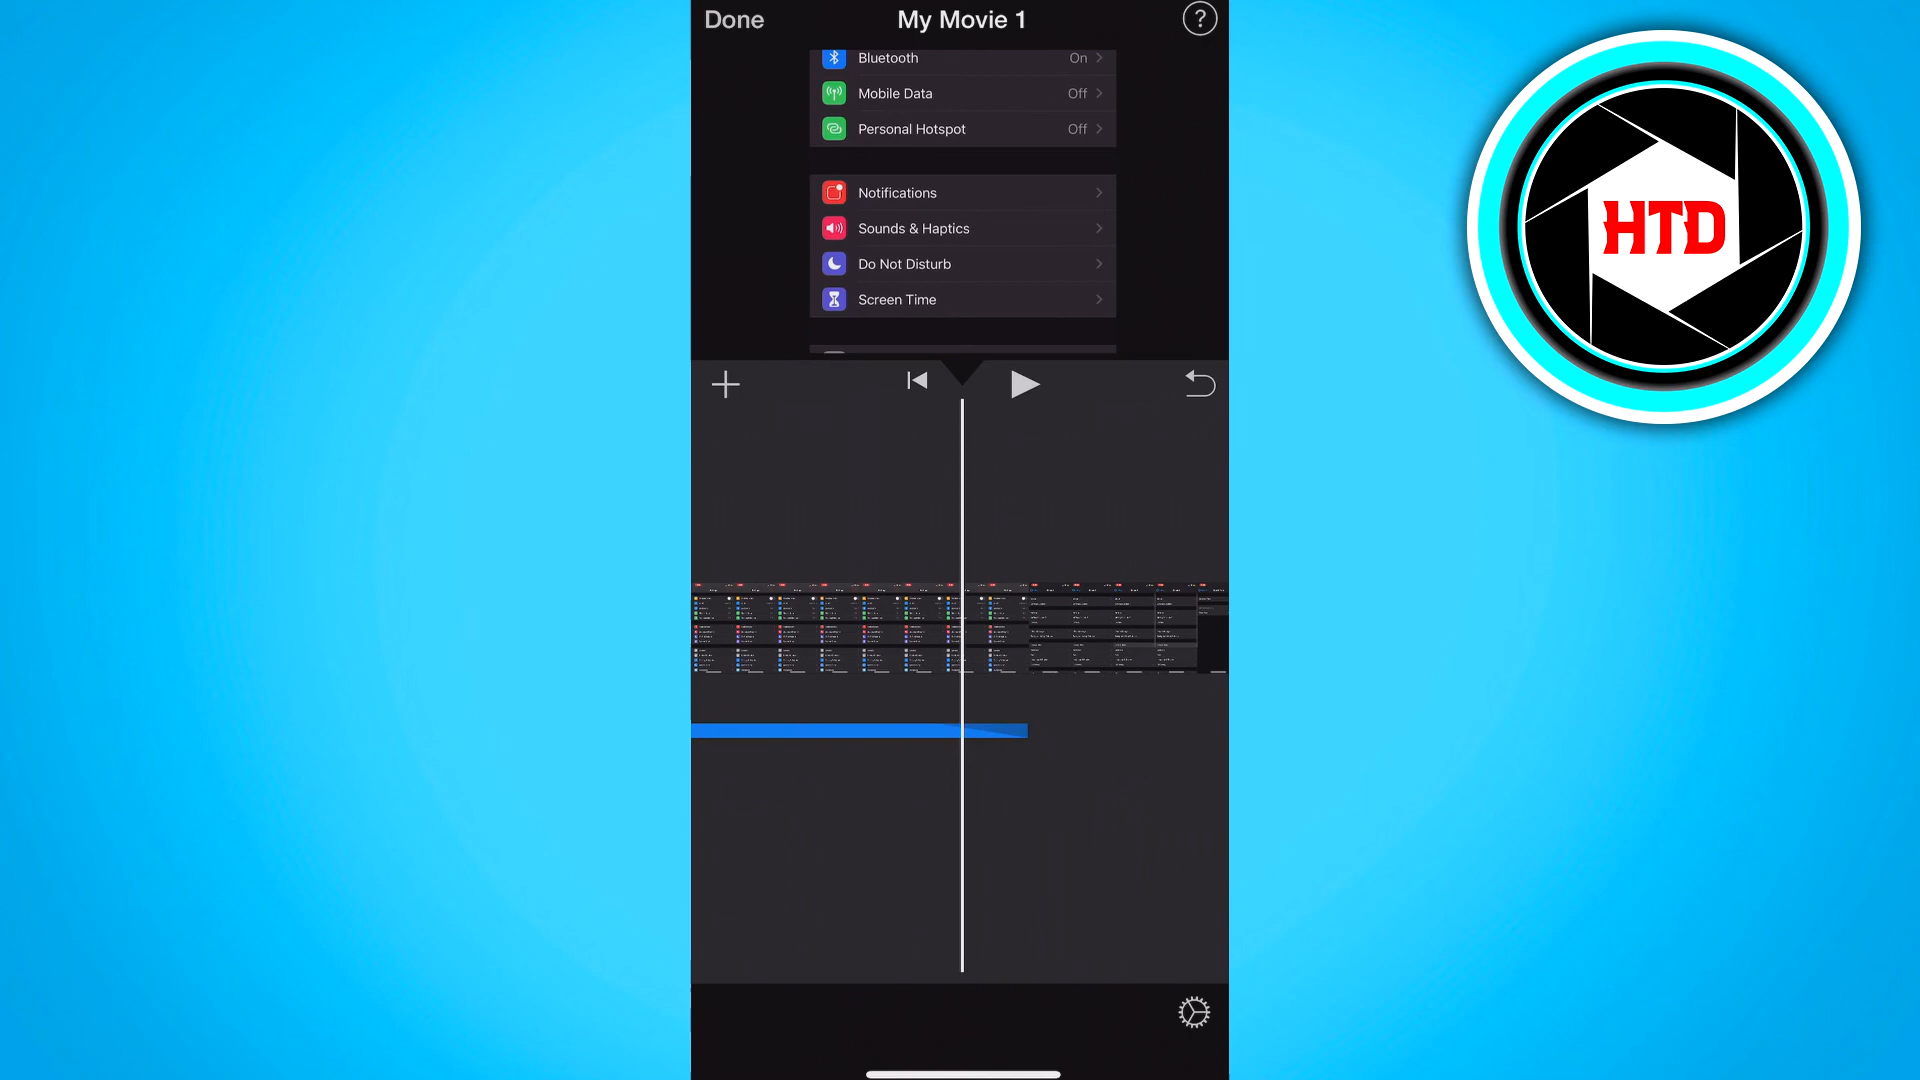 Done
My Movie 1
?
Bluetooth On
Mobile Data Off
Personal Hotspot Off
Notifications
Sounds & Haptics
Do Not Disturb
Screen Time
HTD